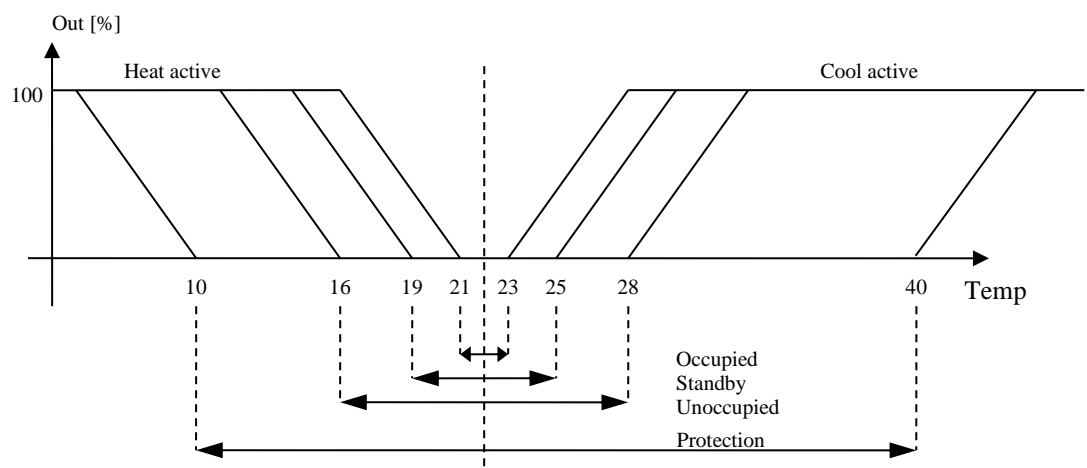 Out [%]
Heat active
Cool active
100
10 16 19 21 23 25 28 40 Temp
Occupied
Standby
Unoccupied
Protection